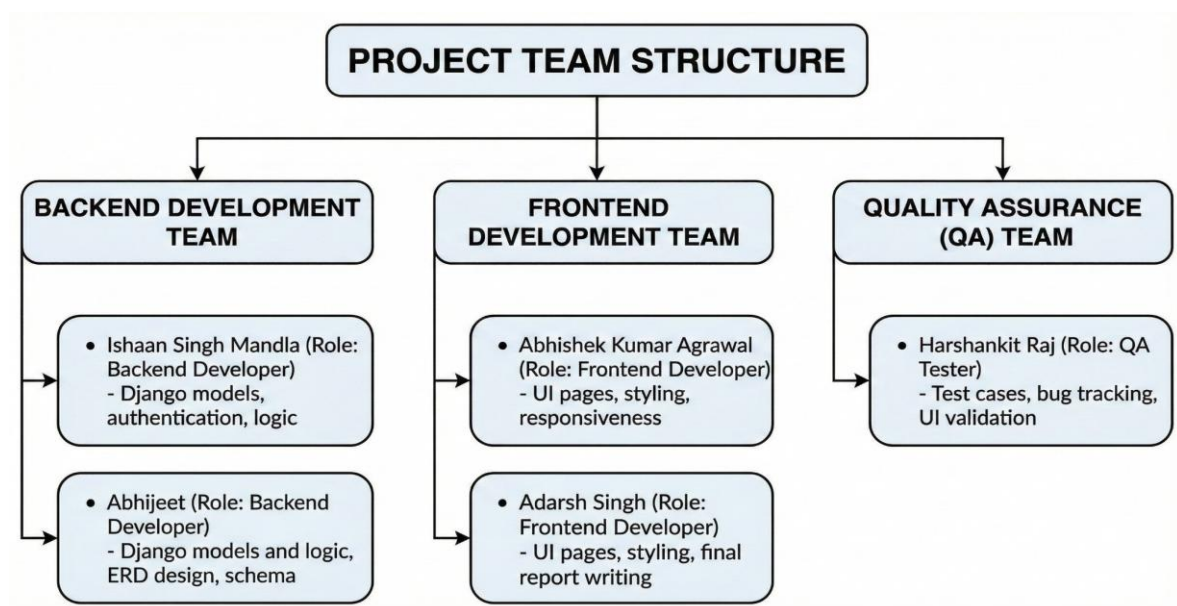 PROJECT TEAM STRUCTURE
BACKEND DEVELOPMENT
TEAM
• Ishaan Singh Mandla (Role:
Backend Developer)
- Django models,
authentication, logic
• Abhijeet (Role: Backend
Developer)
- Django models and logic,
ERD design, schema
FRONTEND
DEVELOPMENT TEAM
• Abhishek Kumar Agrawal
(Role: Frontend Developer)
- UI pages, styling,
responsiveness
• Adarsh Singh (Role:
Frontend Developer)
- UI pages, styling, final
report writing
QUALITY ASSURANCE
(QA) TEAM
• Harshankit Raj (Role: QA
Tester)
- Test cases, bug tracking,
UI validation